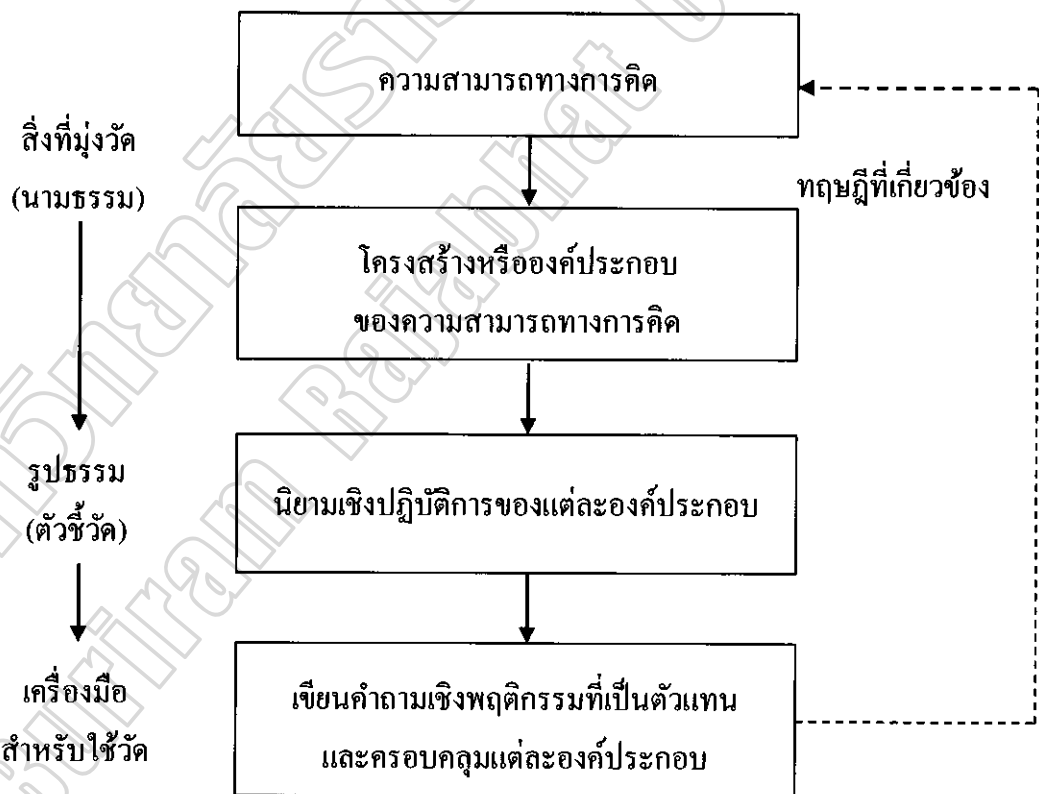 ความสามารถทางการคิด
สิ่งที่มุ่งวัด
(นามธรรม)
ทฤษฎีที่เกี่ยวข้อง
โครงสร้างหรือองค์ประกอบ
ของความสามารถทางการคิด
รูปธรรม
(ตัวชี้วัด)
นิยามเชิงปฏิบัติการของแต่ละองค์ประกอบ
เครื่องมือ
สำหรับใช้วัด
เขียนคำถามเชิงพฤติกรรมที่เป็นตัวแทน
และครอบคลุมแต่ละองค์ประกอบ
Buriram Rajabhat U